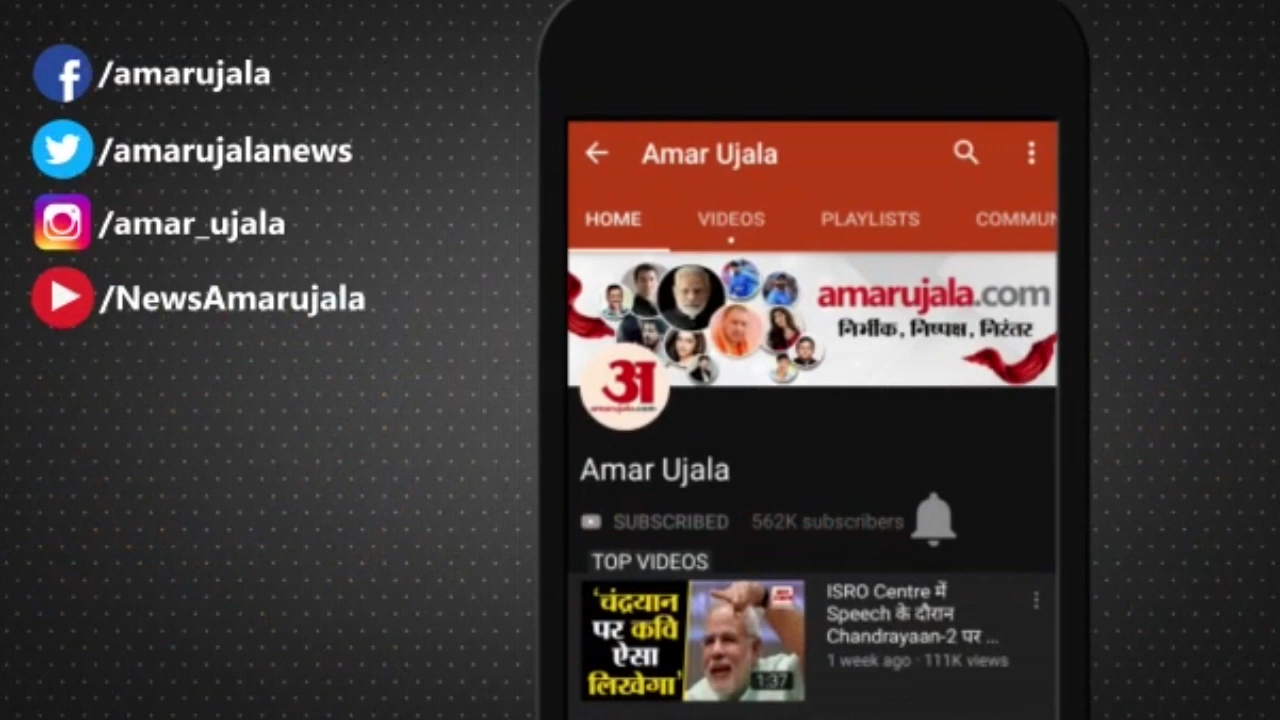 /amarujala
/amarujalanews
/amar_ujala
/NewsAmarujala
Amar Ujala
HOME VIDEOS PLAYLISTS COMMUN
amarujala.com
निर्भीक, निष्पक्ष, निरंतर
अ
amarujala.com
Amar Ujala
SUBSCRIBED 562K subscribers
TOP VIDEOS
'चंद्रयान
पर कवि
ऐसा
लिखेगा'
1:37
ISRO Centre में
Speech के दौरान
Chandrayaan-2 पर ...
1 week ago · 111K views